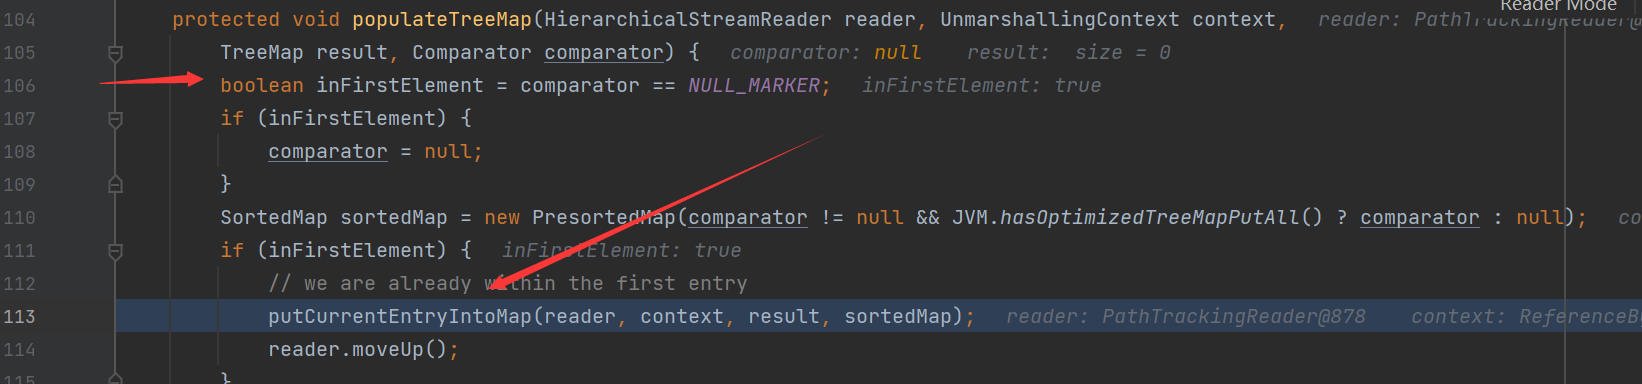 Reader Mode
104 protected void populateTreeMap(HierarchicalStreamReader reader, UnmarshallingContext context, reader: PathTrackingReader@
105 TreeMap result, Comparator comparator) { comparator: null result: size = 0
106 boolean inFirstElement = comparator == NULL_MARKER; inFirstElement: true
107 if (inFirstElement) {
108 comparator = null;
109 }
110 SortedMap sortedMap = new PresortedMap(comparator != null && JVM.hasOptimizedTreeMapPutAll() ? comparator : null); co
111 if (inFirstElement) { inFirstElement: true
112 // we are already within the first entry
113 putCurrentEntryIntoMap(reader, context, result, sortedMap); reader: PathTrackingReader@878 context: ReferenceBy
114 reader.moveUp();
115 }